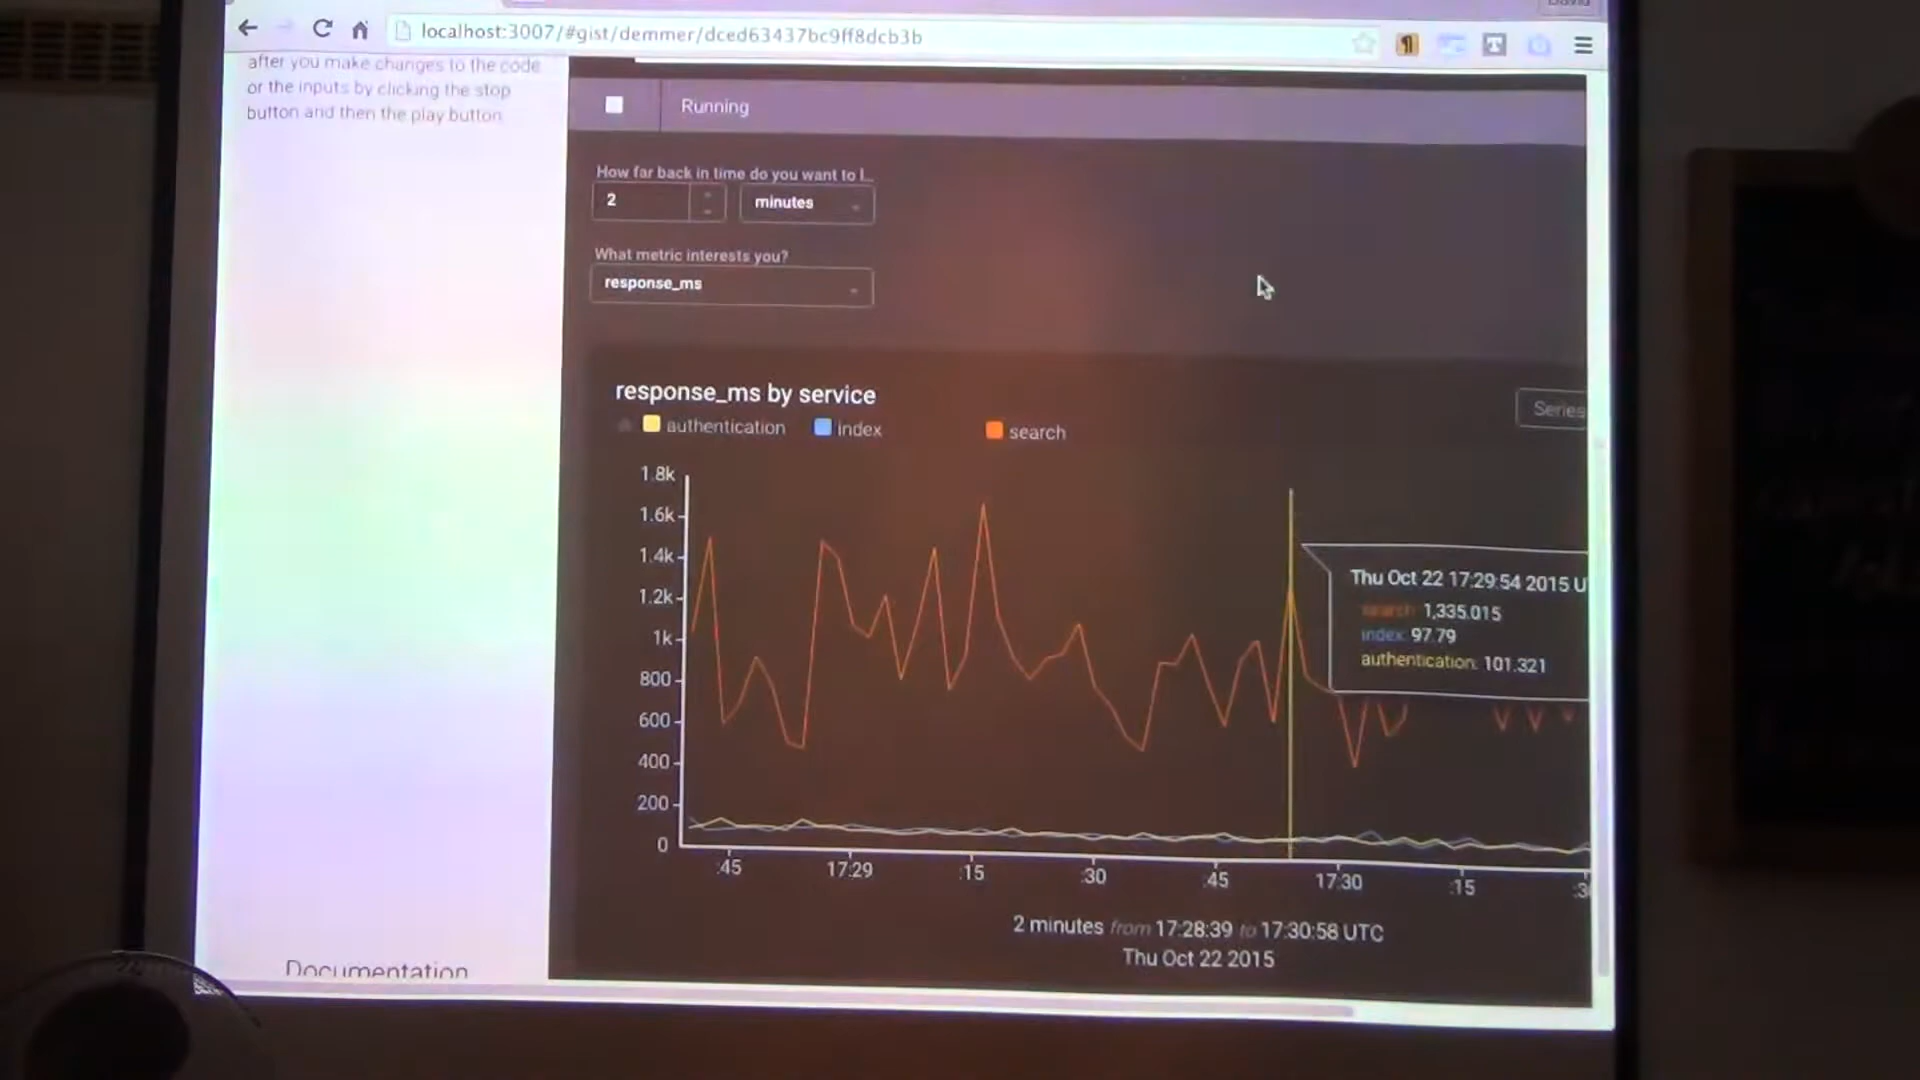 localhost:3007/#gist/demmer/dced63437bc9ff8dcb3b
after you make changes to the code
or the inputs by clicking the stop
button and then the play button
Running
How far back in time do you want to l...
2
minutes
What metric interests you?
response_ms
response_ms by service
Series
authentication
index
search
1.8k
1.6k
1.4k
1.2k
1k
800
600
400
200
0
Thu Oct 22 17:29:54 2015 U
search: 1,335.015
index: 97.79
authentication: 101.321
:45
17:29
:15
:30
:45
17:30
:15
:3
2 minutes from 17:28:39 to 17:30:58 UTC
Thu Oct 22 2015
Documentation